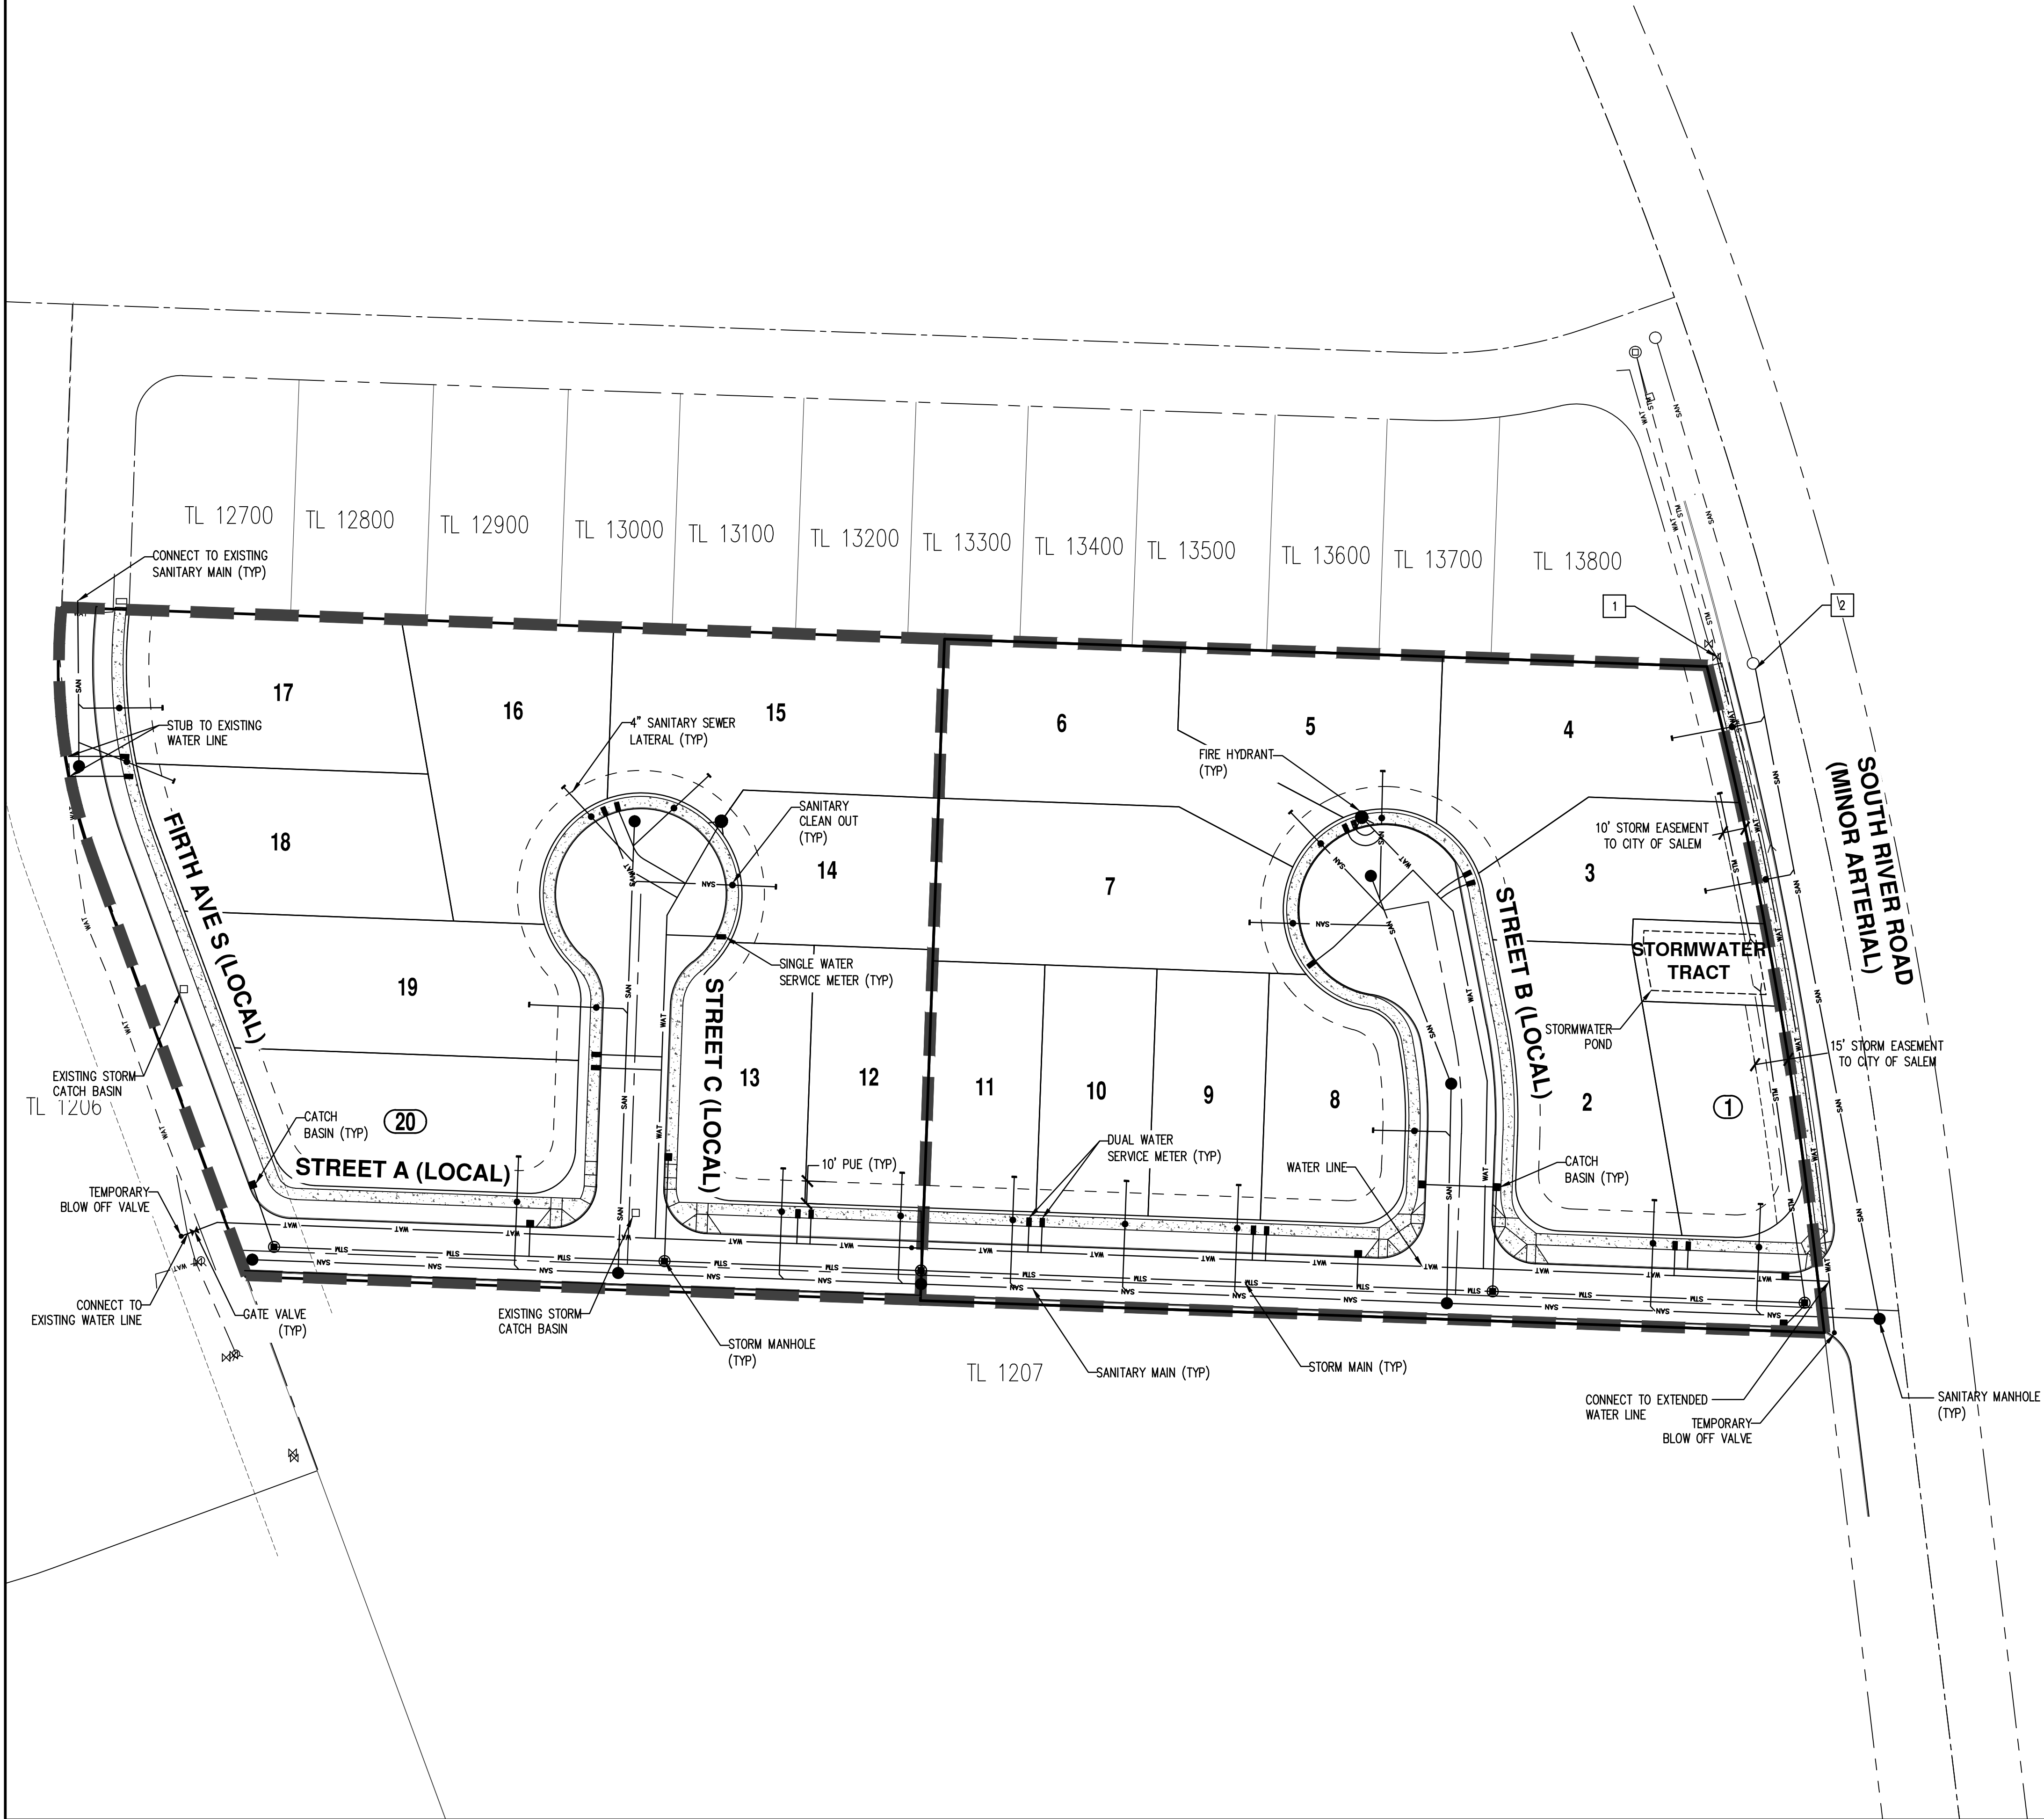 TL 12700
TL 12800
TL 12900
TL 13000
TL 13100
TL 13200
TL 13300
TL 13400
TL 13500
TL 13600
TL 13700
TL 13800
CONNECT TO EXISTING
SANITARY MAIN (TYP)
1
2
17
16
15
6
5
4
STUB TO EXISTING
WATER LINE
4" SANITARY SEWER
LATERAL (TYP)
FIRE HYDRANT
(TYP)
SOUTH RIVER ROAD
(MINOR ARTERIAL)
SANITARY
CLEAN OUT
(TYP)
10' STORM EASEMENT
TO CITY OF SALEM
18
14
7
3
FIRTH AVE S (LOCAL)
STREET B (LOCAL)
STORMWATER
TRACT
19
SINGLE WATER
SERVICE METER (TYP)
STREET C (LOCAL)
STORMWATER
POND
15' STORM EASEMENT
TO CITY OF SALEM
EXISTING STORM
CATCH BASIN
TL 1206
13
12
11
10
9
8
2
1
20
CATCH
BASIN (TYP)
STREET A (LOCAL)
10' PUE (TYP)
DUAL WATER
SERVICE METER (TYP)
WATER LINE
CATCH
BASIN (TYP)
TEMPORARY
BLOW OFF VALVE
CONNECT TO
EXISTING WATER LINE
GATE VALVE
(TYP)
EXISTING STORM
CATCH BASIN
STORM MANHOLE
(TYP)
TL 1207
SANITARY MAIN (TYP)
STORM MAIN (TYP)
CONNECT TO EXTENDED
WATER LINE
TEMPORARY
BLOW OFF VALVE
SANITARY MANHOLE
(TYP)
SAN
WAT
STM